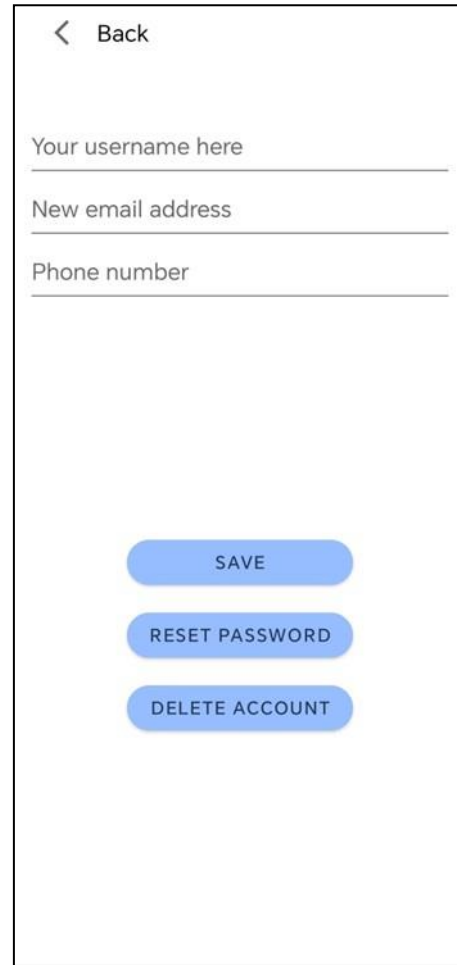 Back
Your username here
New email address
Phone number
SAVE
RESET PASSWORD
DELETE ACCOUNT